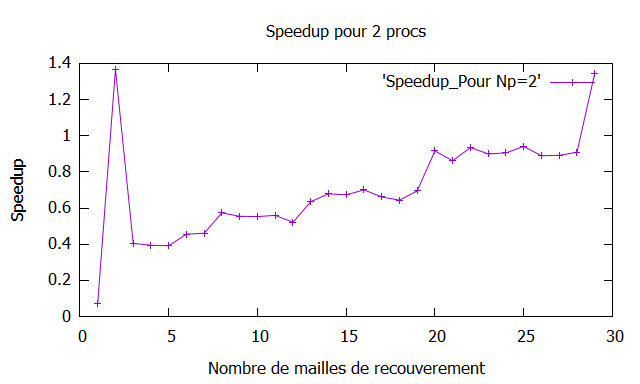 Speedup pour 2 procs
'Speedup_Pour Np=2'
Speedup
1.4
1.2
1
0.8
0.6
0.4
0.2
0
0 5 10 15 20 25 30
Nombre de mailles de recouverement